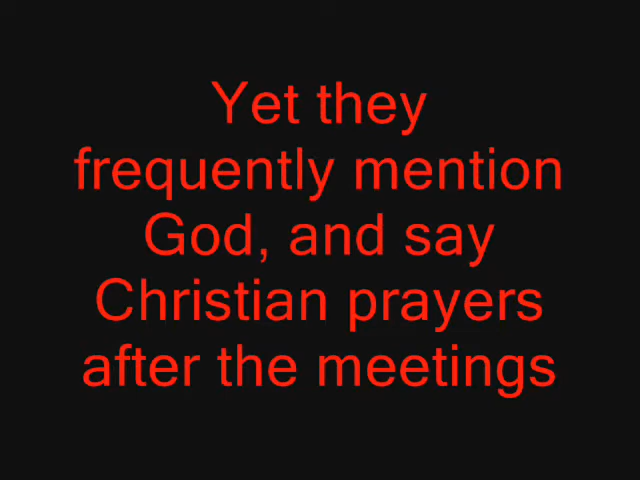 Yet they
frequently mention
God, and say
Christian prayers
after the meetings